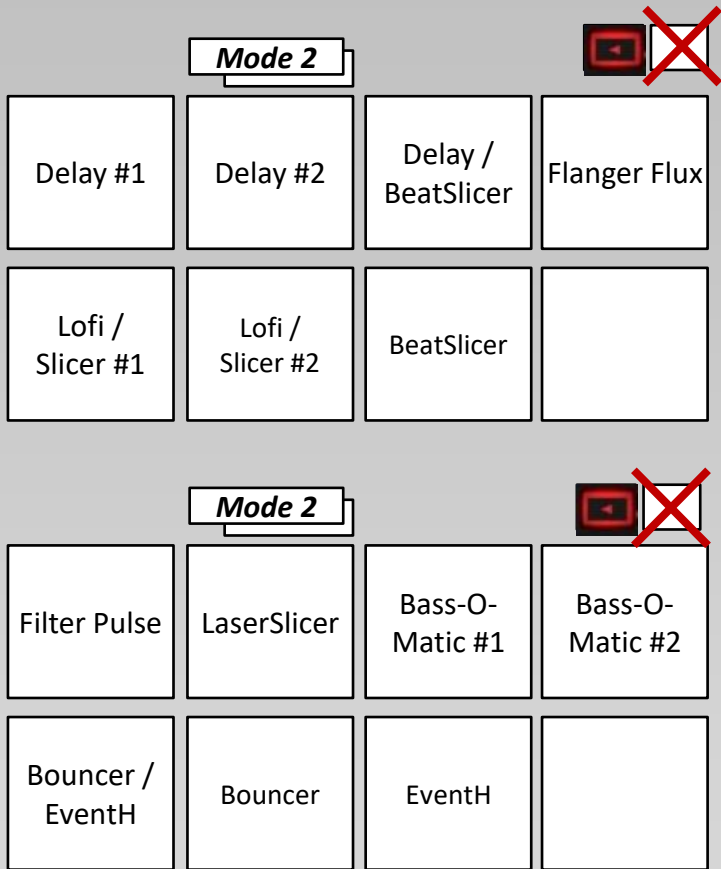 Mode 2
Delay #1
Delay #2
Delay /
BeatSlicer
Flanger Flux
Lofi /
Slicer #1
Lofi /
Slicer #2
BeatSlicer
Mode 2
Filter Pulse
LaserSlicer
Bass-O-
Matic #1
Bass-O-
Matic #2
Bouncer /
EventH
Bouncer
EventH